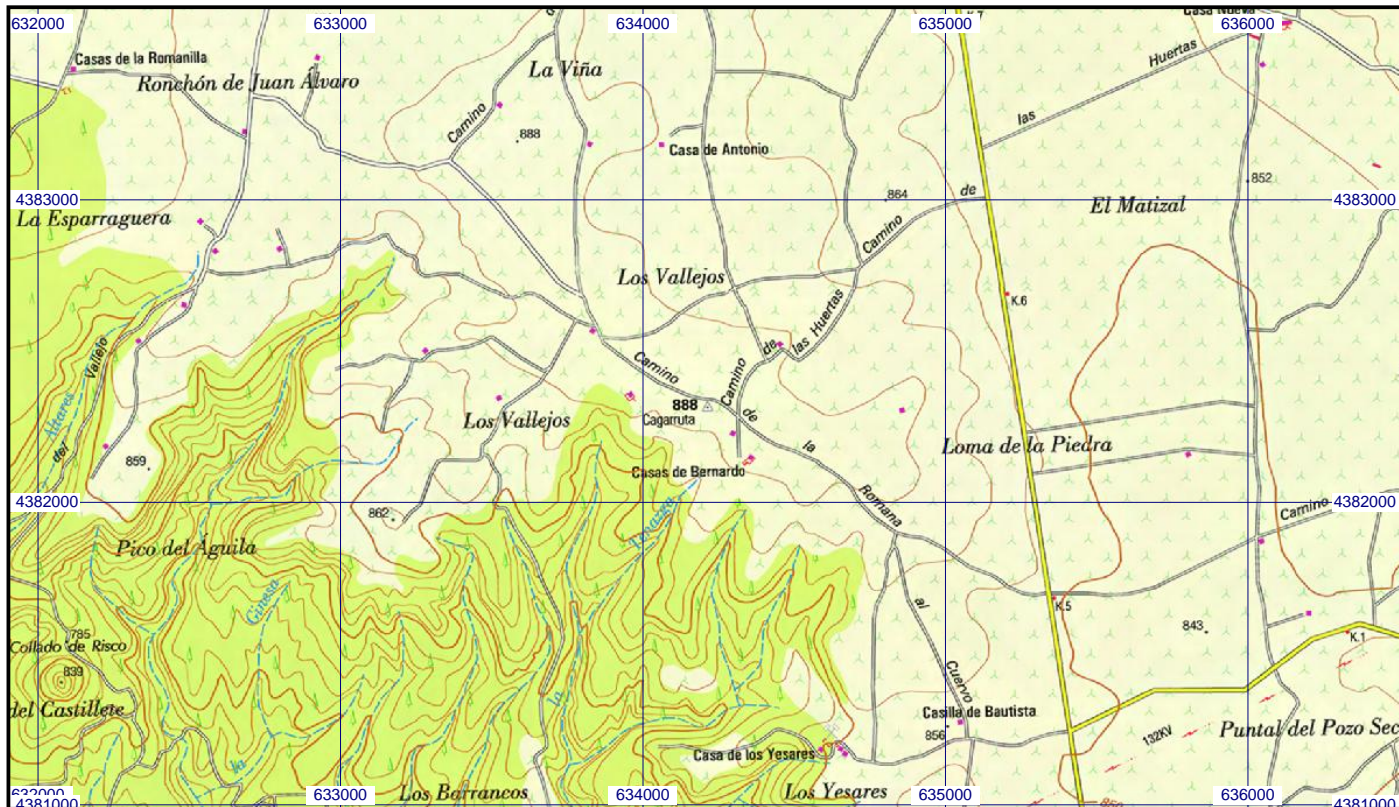 632000 633000 634000 635000 636000
Casa Nueva
K.7
Casas de la Romanilla
Ronchón de Juan Álvaro
La Viña
Huertas
las
Camino
888
Casa de Antonio
864
de
852
4383000 4383000
La Esparraguera
El Matizal
Camino
Los Vallejos
K.6
las Huertas
de
Vallejo
Camino
Camino
888
de
Altares
Los Vallejos
Cagarruta
la
Loma de la Piedra
del
859
Casas de Bernardo
4382000 4382000
Romana
Camino
862
Tenazza
Pico del Águila
Ginesa
al
K.5
843
785
Collado de Risco
K.1
839
Cuervo
la
del Castillete
Casilla de Bautista
856
132KV
Puntal del Pozo Sec
Casa de los Yesares
la
Los Barrancos
Los Yesares
632000 633000 634000 635000 636000
4381000 4381000